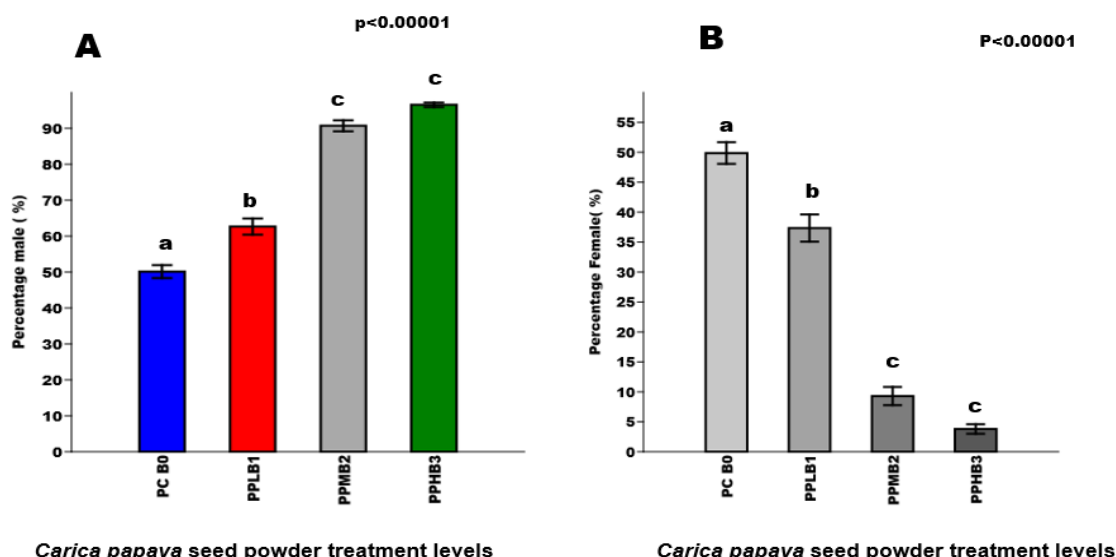 A
p<0.00001
Percentage male ( %)
90
80
70
60
50
40
30
20
10
0
a
b
c
c
PC B0
PPLB1
PPMB2
PPHB3
Carica papaya seed powder treatment levels
B
P<0.00001
Percentage Female( %)
55
50
45
40
35
30
25
20
15
10
5
0
a
b
c
c
PC B0
PPLB1
PPMB2
PPHB3
Carica papaya seed powder treatment levels